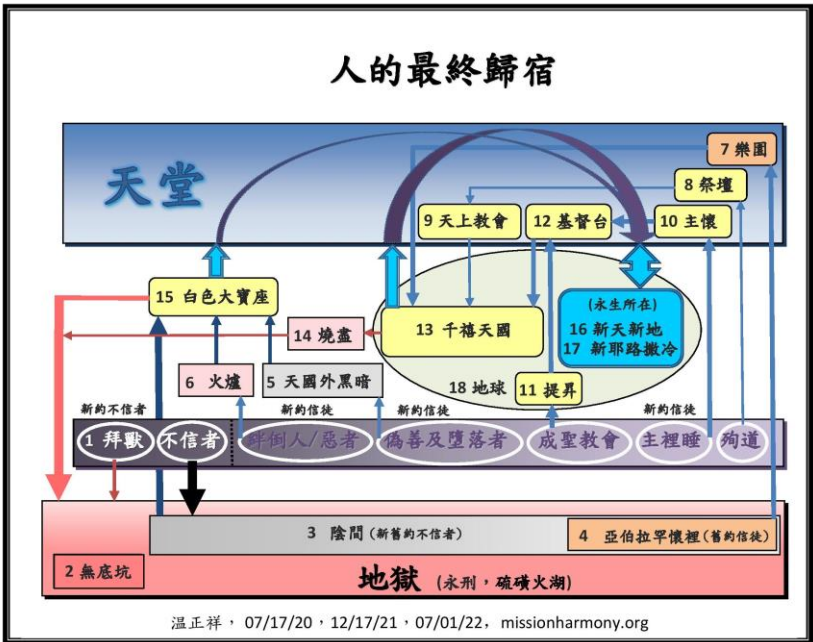 人的最終歸宿
天堂
7 樂園
8 祭壇
9 天上教會
12 基督台
10 主懷
15 白色大寶座
(永生所在)
16 新天新地
17 新耶路撒冷
13 千禧天國
14 燒盡
6 火爐
5 天國外黑暗
18 地球
11 提昇
新約不信者
新約信徒
新約信徒
新約信徒
1 拜獸
不信者
絆倒人/惡者
偽善及墮落者
成聖教會
主裡睡
殉道
3 陰間(新舊約不信者)
4 亞伯拉罕懷裡(舊約信徒)
2 無底坑
地獄 (永刑,硫磺火湖)
温正祥,07/17/20,12/17/21,07/01/22,missionharmony.org